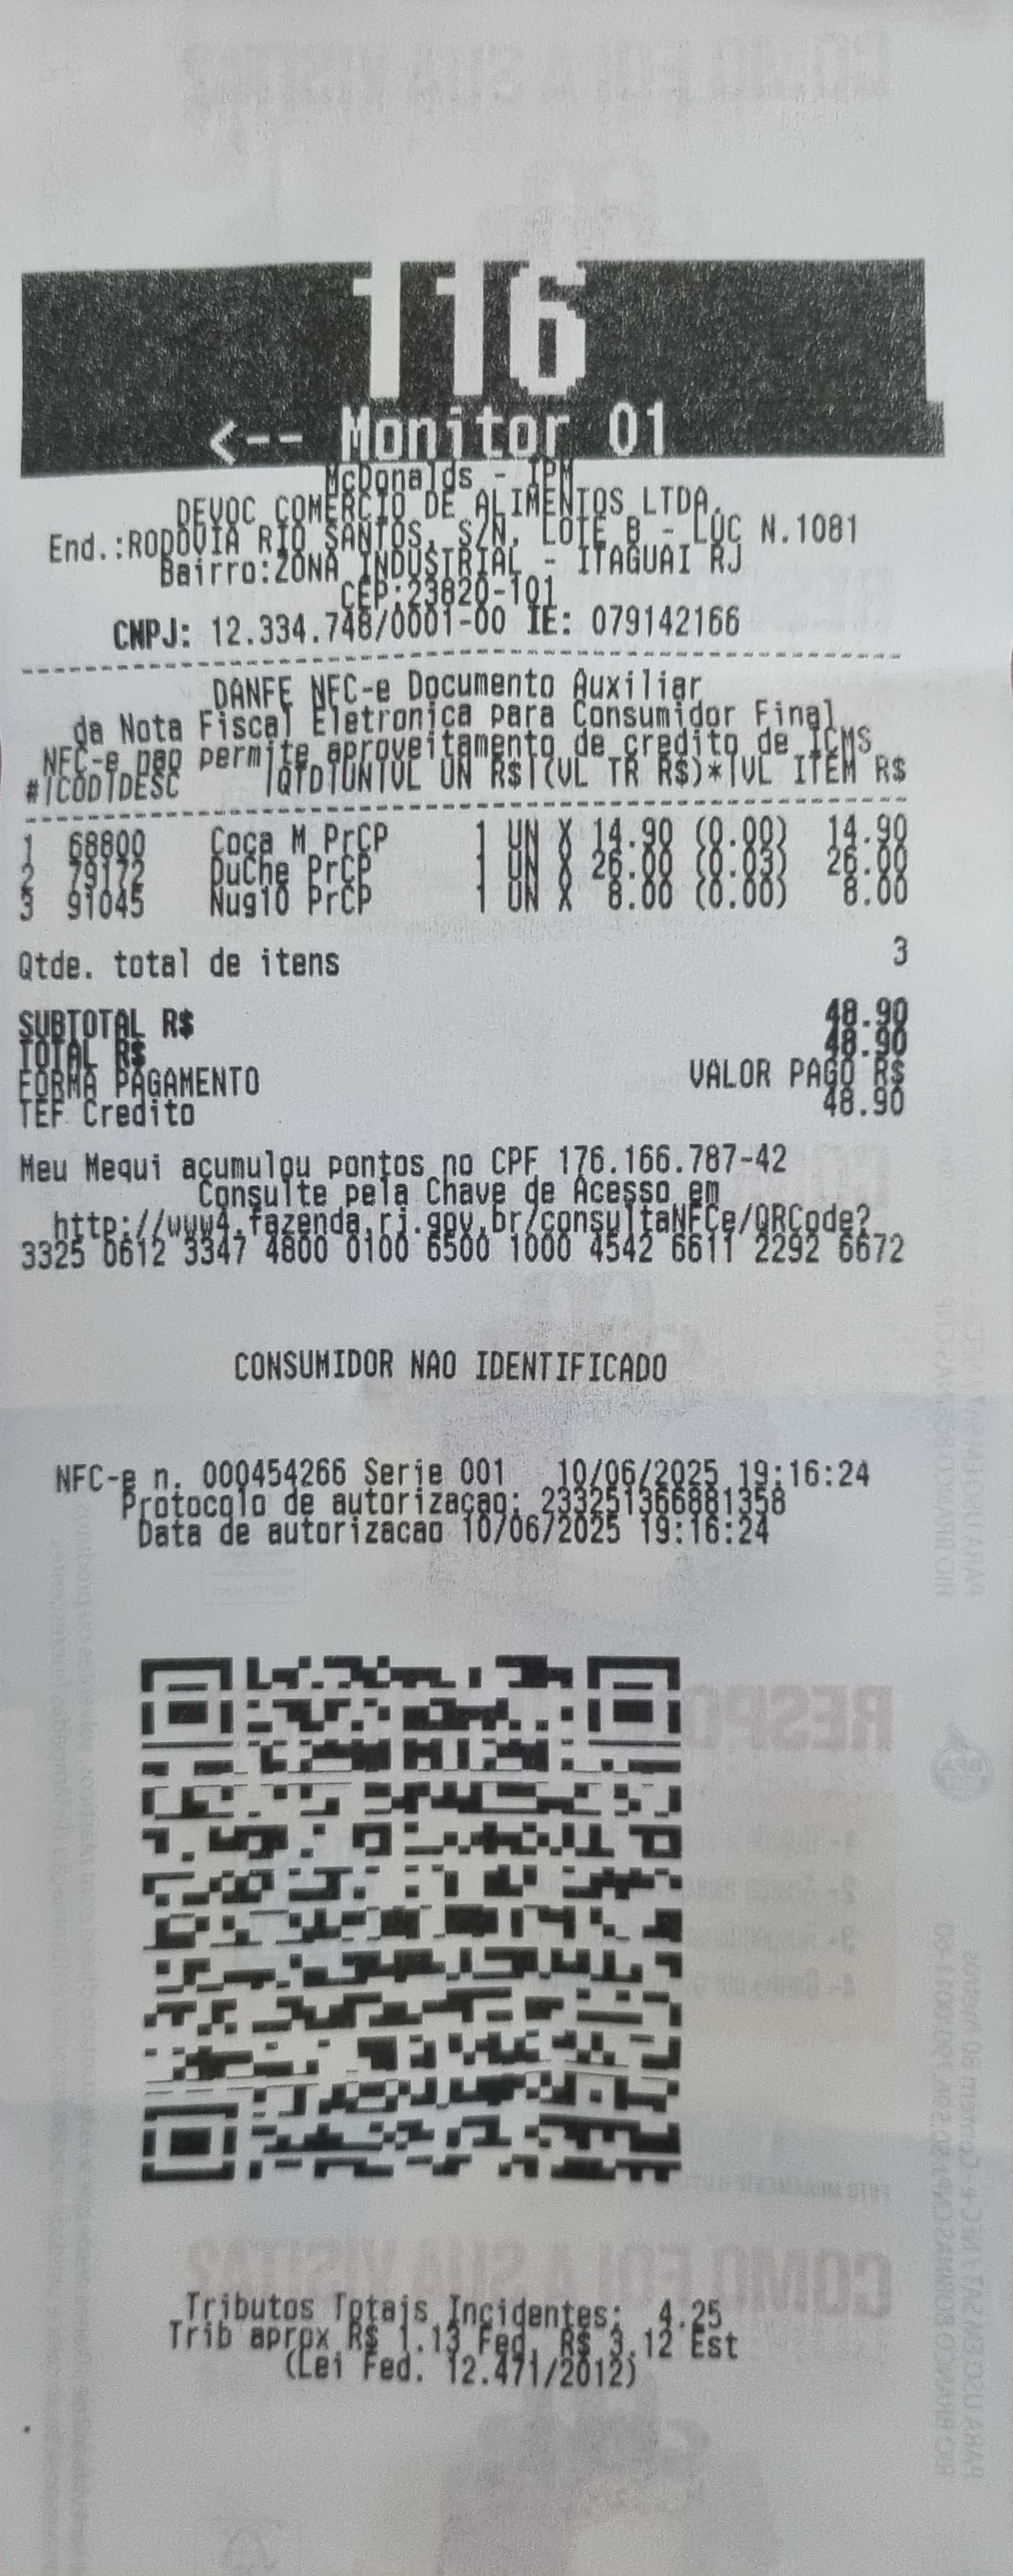 116
<-- Monitor 01
McDonalds - IPM
DEVOC COMERCIO DE ALIMENTOS LTDA.
End.:RODOVIA RIO SANTOS, S/N, LOTE B - LUC N.1081
Bairro:ZONA INDUSTRIAL - ITAGUAI RJ
CEP:23820-101
CNPJ: 12.334.748/0001-00 IE: 079142166
DANFE NFC-e Documento Auxiliar
da Nota Fiscal Eletronica para Consumidor Final
NFC-e nao permite aproveitamento de credito de ICMS
#|COD|DESC |QTD|UN|VL UN R$|(VL TR R$)*|VL ITEM R$
1 68800 Coca M PrCP 1 UN X 14.90 (0.00) 14.90
2 79172 DuChe PrCP 1 UN X 26.00 (0.03) 26.00
3 91045 Nug10 PrCP 1 UN X 8.00 (0.00) 8.00
Qtde. total de itens 3
SUBTOTAL R$ 48.90
TOTAL R$ 48.90
FORMA PAGAMENTO VALOR PAGO R$
TEF Credito 48.90
Meu Mequi acumulou pontos no CPF 176.166.787-42
Consulte pela Chave de Acesso em
http://www4.fazenda.rj.gov.br/consultaNFCe/QRCode?
3325 0612 3347 4800 0100 6500 1000 4542 6611 2292 6672
CONSUMIDOR NAO IDENTIFICADO
NFC-e n. 000454266 Serie 001 10/06/2025 19:16:24
Protocolo de autorizacao: 233251366881358
Data de autorizacao 10/06/2025 19:16:24
Tributos Totais Incidentes: 4.25
Trib aprox R$ 1.13 Fed, R$ 3.12 Est
(Lei Fed. 12.471/2012)